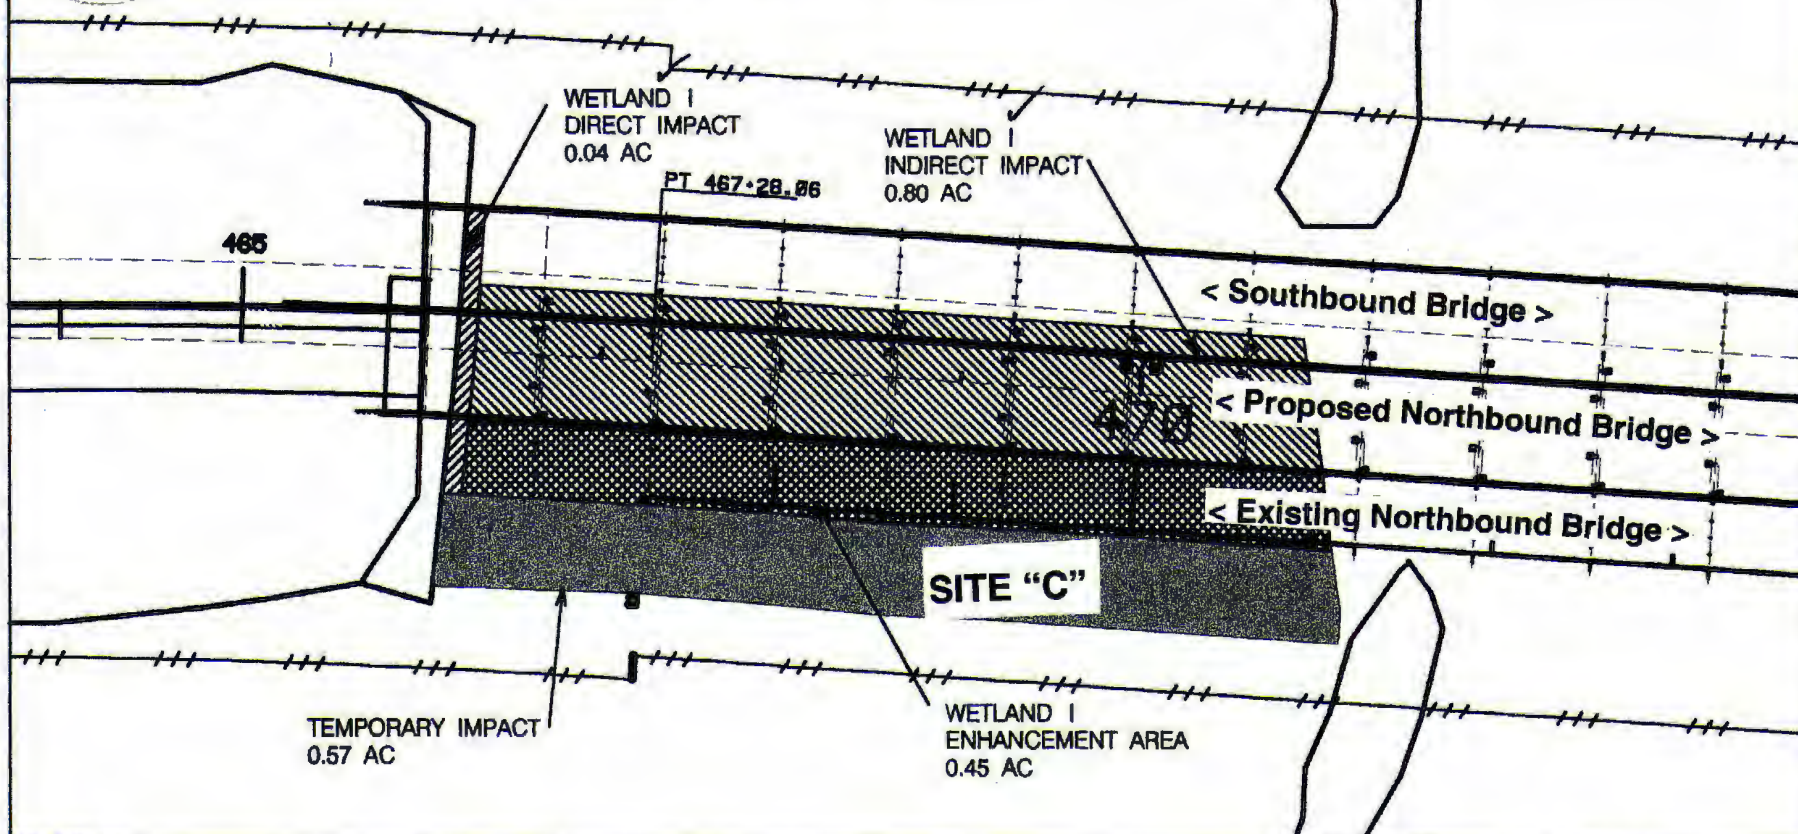 WETLAND I
DIRECT IMPACT
0.04 AC
WETLAND I
INDIRECT IMPACT
0.80 AC
PT 467+28.06
465
< Southbound Bridge >
470
< Proposed Northbound Bridge >
< Existing Northbound Bridge >
SITE “C”
TEMPORARY IMPACT
0.57 AC
WETLAND I
ENHANCEMENT AREA
0.45 AC